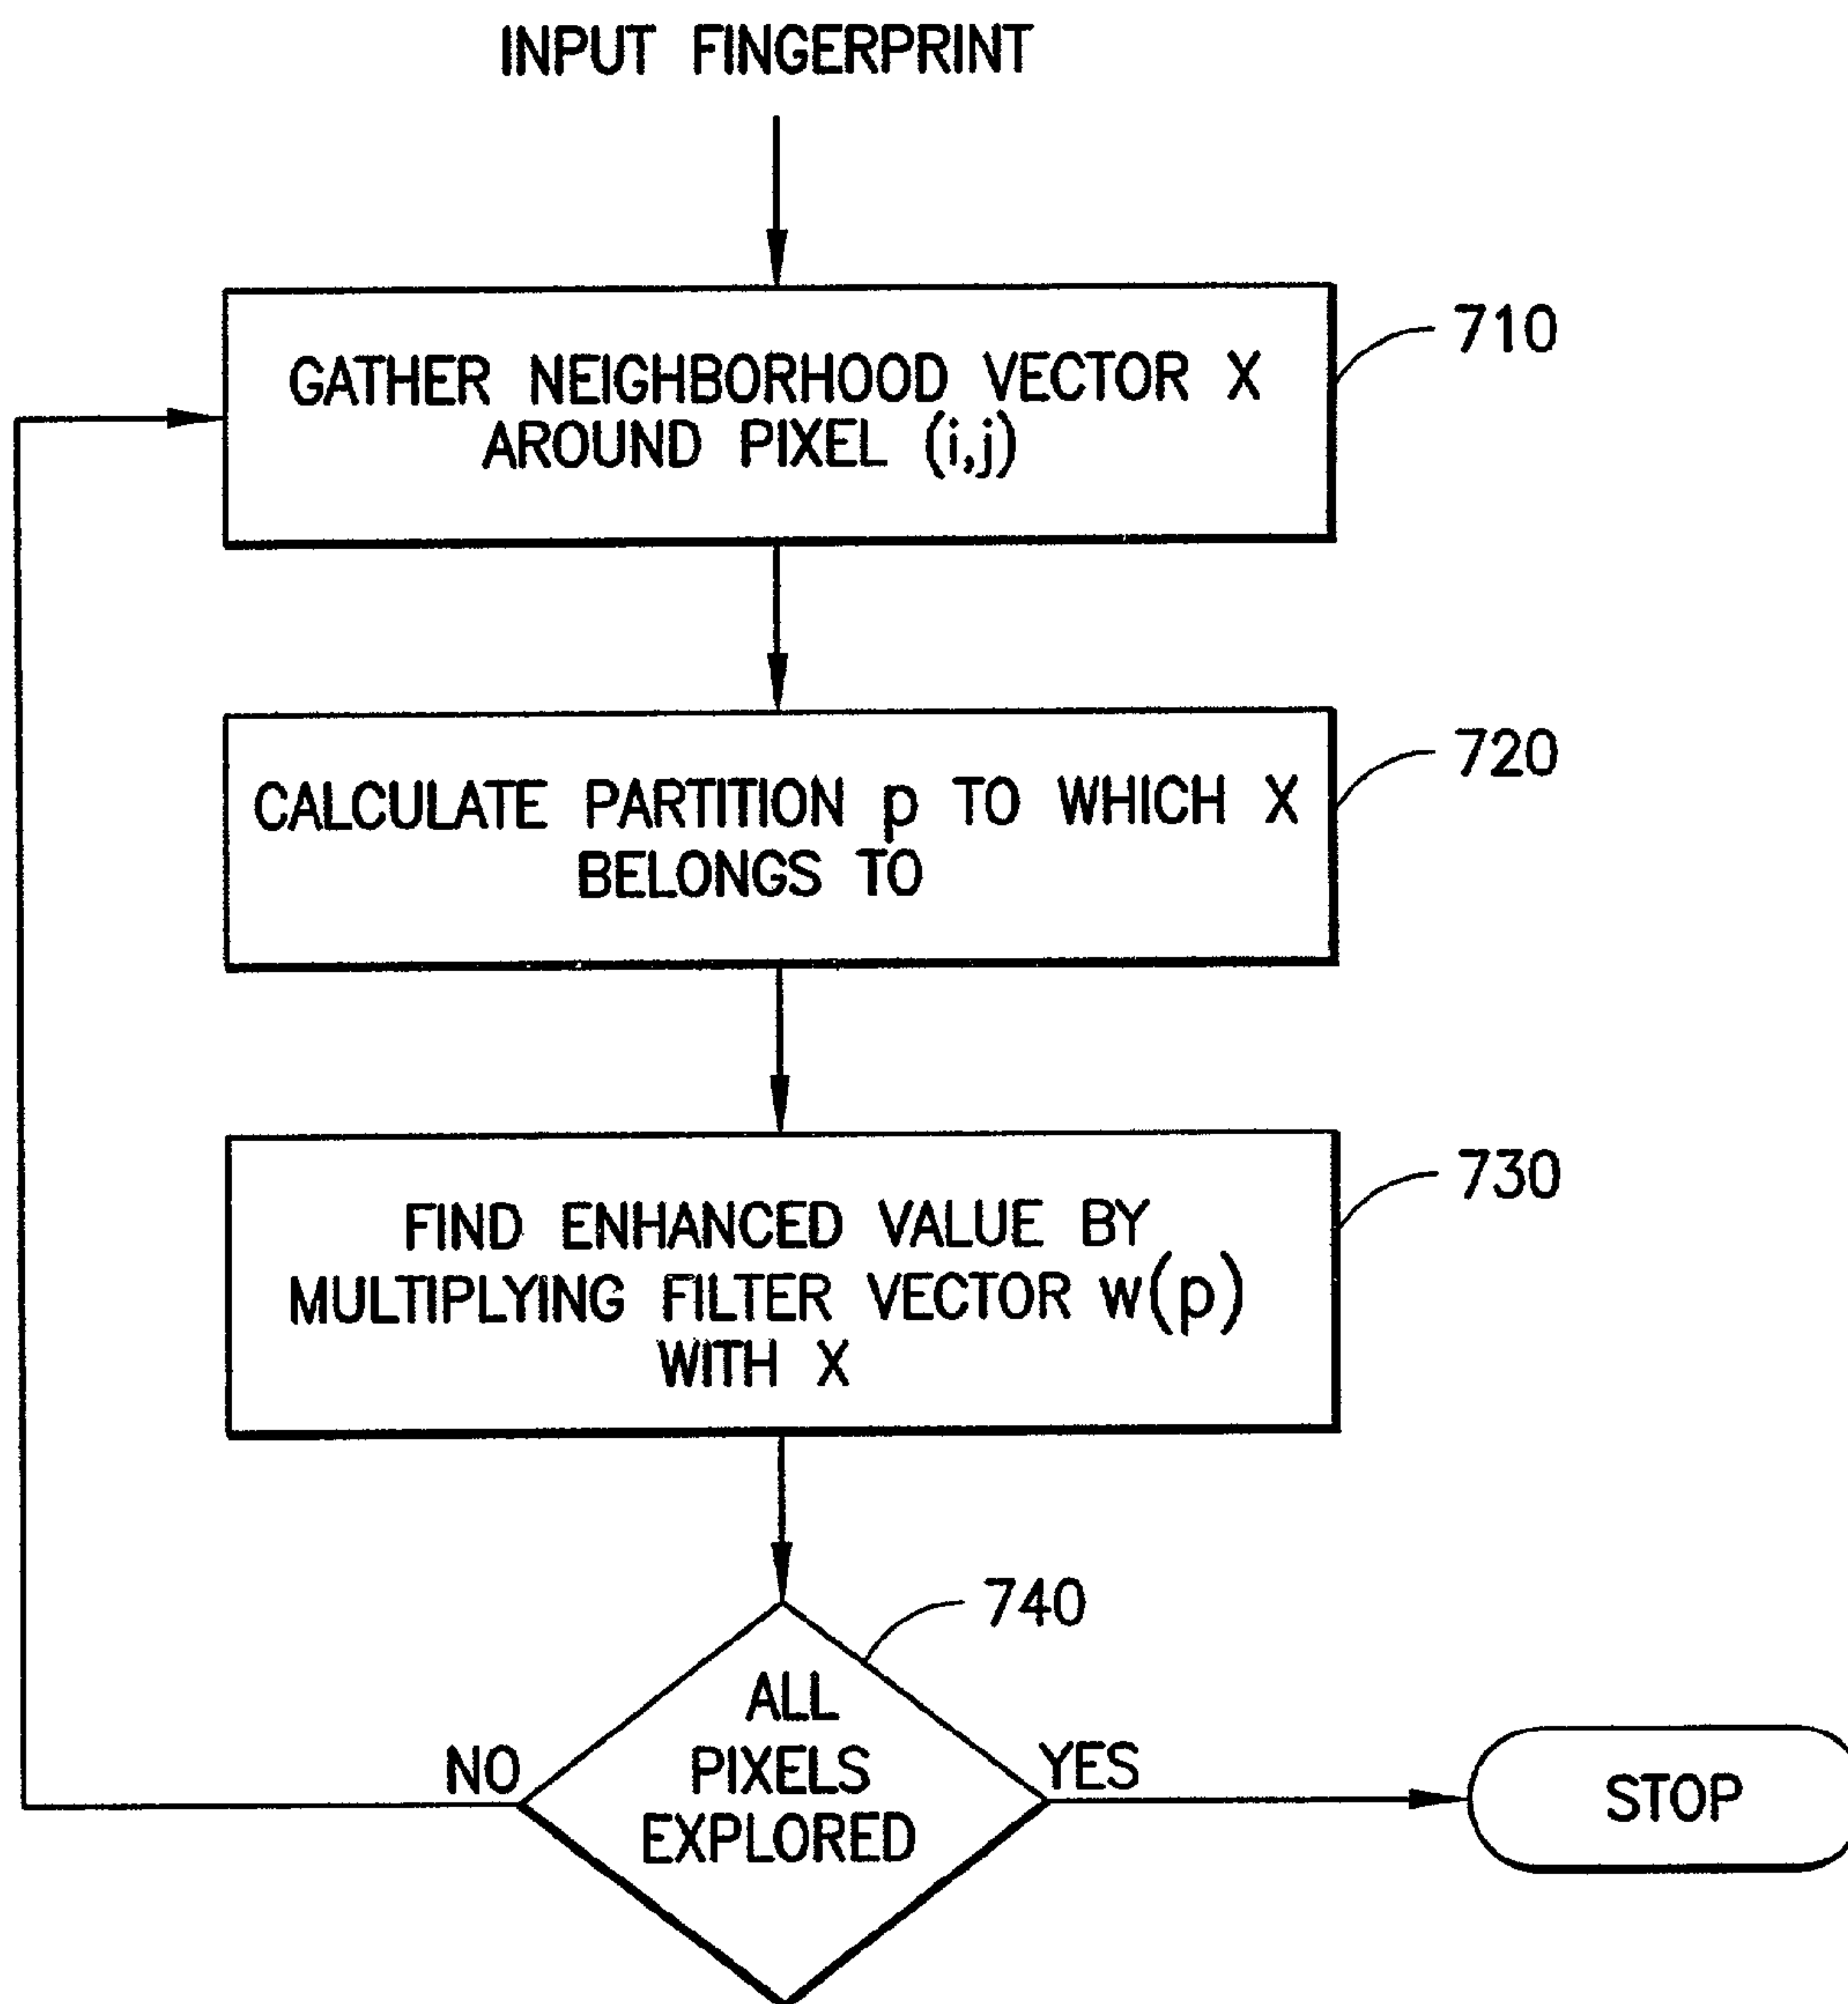 INPUT FINGERPRINT
710
GATHER NEIGHBORHOOD VECTOR X
AROUND PIXEL (i,j)
720
CALCULATE PARTITION p TO WHICH X
BELONGS TO
730
FIND ENHANCED VALUE BY
MULTIPLYING FILTER VECTOR w(p)
WITH X
740
ALL
PIXELS
EXPLORED
NO
YES
STOP